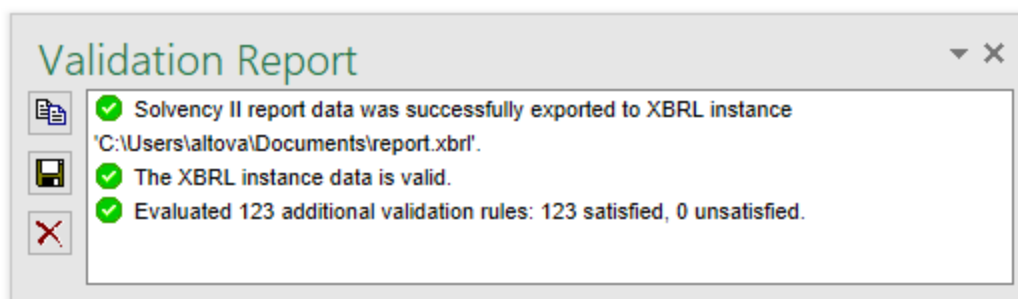 Validation Report
Solvency II report data was successfully exported to XBRL instance
'C:\Users\altova\Documents\report.xbrl'.
The XBRL instance data is valid.
Evaluated 123 additional validation rules: 123 satisfied, 0 unsatisfied.